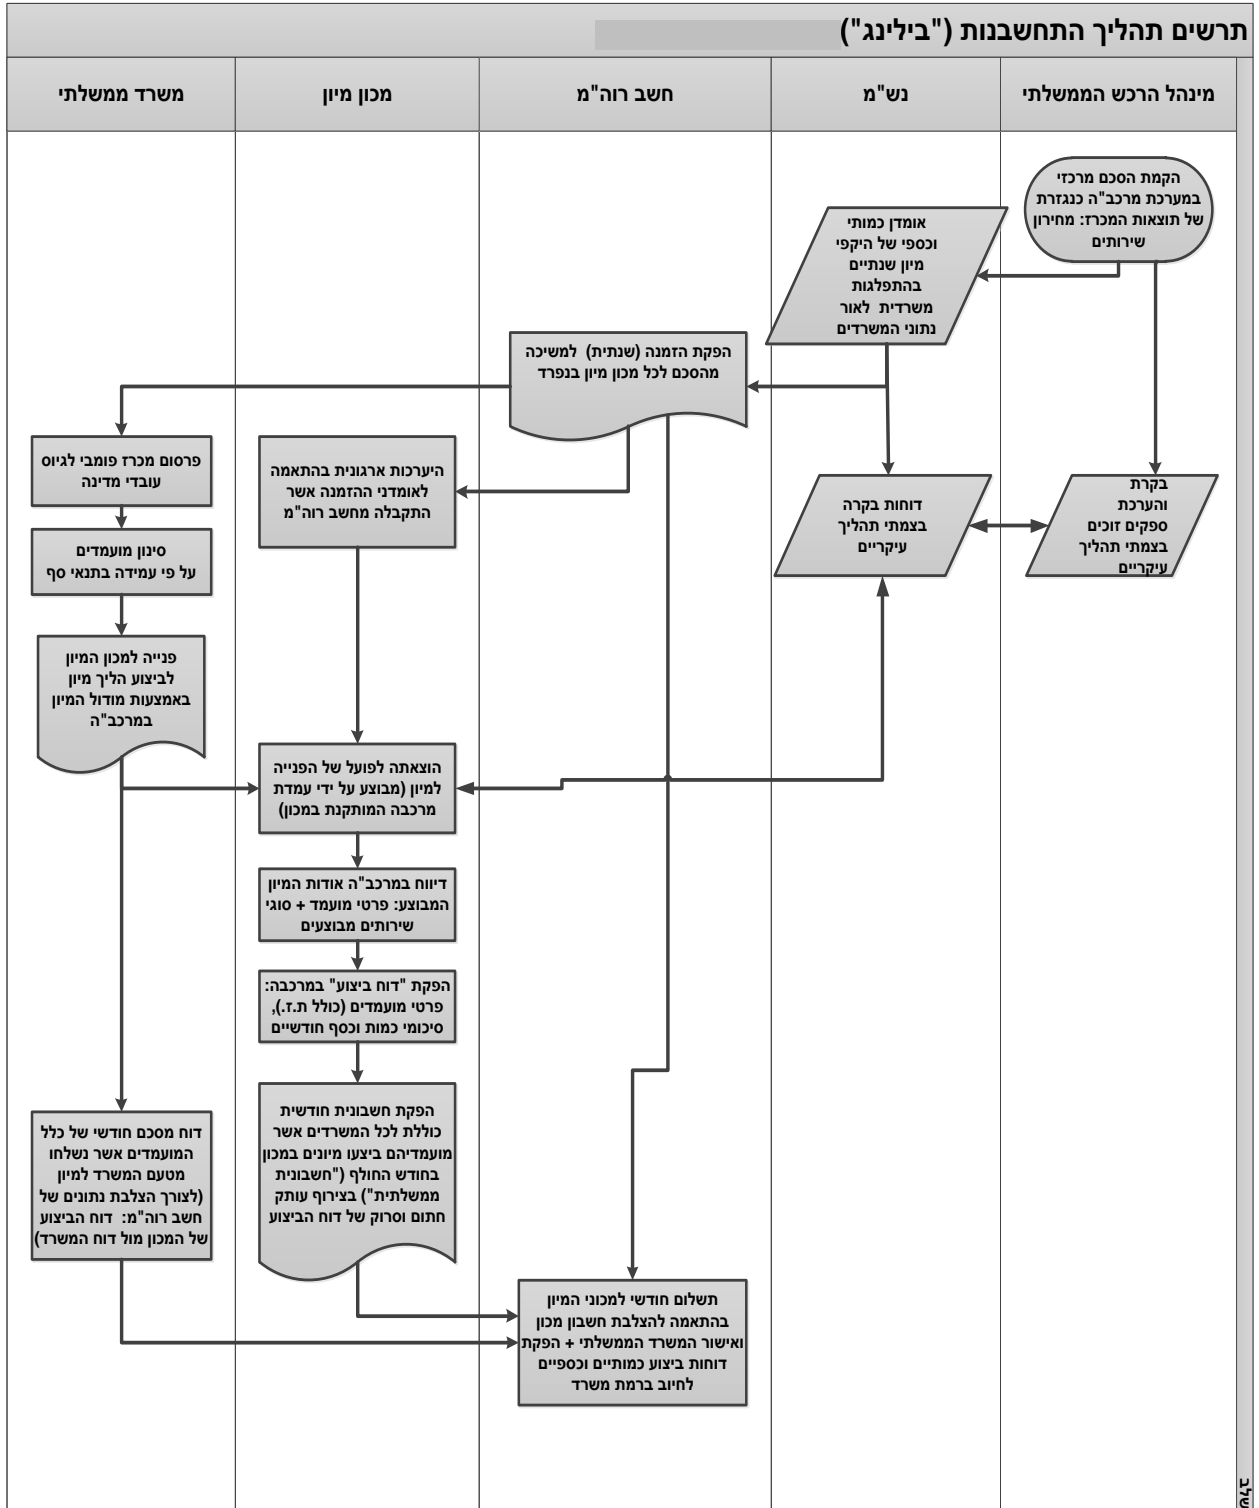 תרשים תהליך התחשבנות ("בילינג")
מינהל הרכש הממשלתי
נש"מ
חשב רוה"מ
מכון מיון
משרד ממשלתי
הקמת הסכם מרכזי
במערכת מרכב"ה כנגזרת
של תוצאות המכרז: מחירון
שירותים
אומדן כמותי
וכספי של היקפי
מיון שנתיים
בהתפלגות
משרדית לאור
נתוני המשרדים
הפקת הזמנה (שנתית) למשיכה
מהסכם לכל מכון מיון בנפרד
פרסום מכרז פומבי לגיוס
עובדי מדינה
היערכות ארגונית בהתאמה
לאומדני ההזמנה אשר
התקבלה מחשב רוה"מ
בקרת
והערכת
ספקים זוכים
בצמתי תהליך
עיקריים
דוחות בקרה
בצמתי תהליך
עיקריים
סינון מועמדים
על פי עמידה בתנאי סף
פנייה למכון המיון
לביצוע הליך מיון
באמצעות מודול המיון
במרכב"ה
הוצאתה לפועל של הפנייה
למיון (מבוצע על ידי עמדת
מרכבה המותקנת במכון)
דיווח במרכב"ה אודות המיון
המבוצע: פרטי מועמד + סוגי
שירותים מבוצעים
הפקת "דוח ביצוע" במרכבה:
פרטי מועמדים (כולל ת.ז.),
סיכומי כמות וכסף חודשיים
הפקת חשבונית חודשית
כוללת לכל המשרדים אשר
מועמדיהם ביצעו מיונים במכון
בחודש החולף ("חשבונית
ממשלתית") בצירוף עותק
חתום וסרוק של דוח הביצוע
דוח מסכם חודשי של כלל
המועמדים אשר נשלחו
מטעם המשרד למיון
(לצורך הצלבת נתונים של
חשב רוה"מ: דוח הביצוע
של המכון מול דוח המשרד)
תשלום חודשי למכוני המיון
בהתאמה להצלבת חשבון מכון
ואישור המשרד הממשלתי + הפקת
דוחות ביצוע כמותיים וכספיים
לחיוב ברמת משרד
שלב